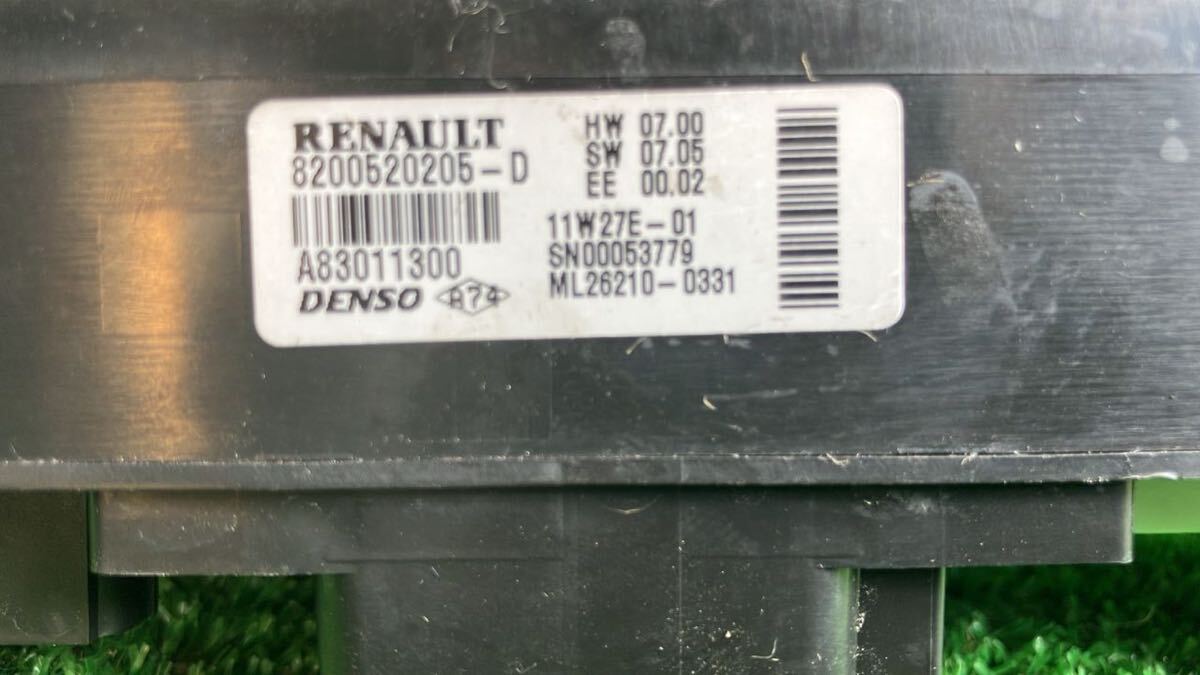 RENAULT
8200520205-D
A83011300
DENSO A74
HW 07.00
SW 07.05
EE 00.02
11W27E-01
SN00053779
ML26210-0331